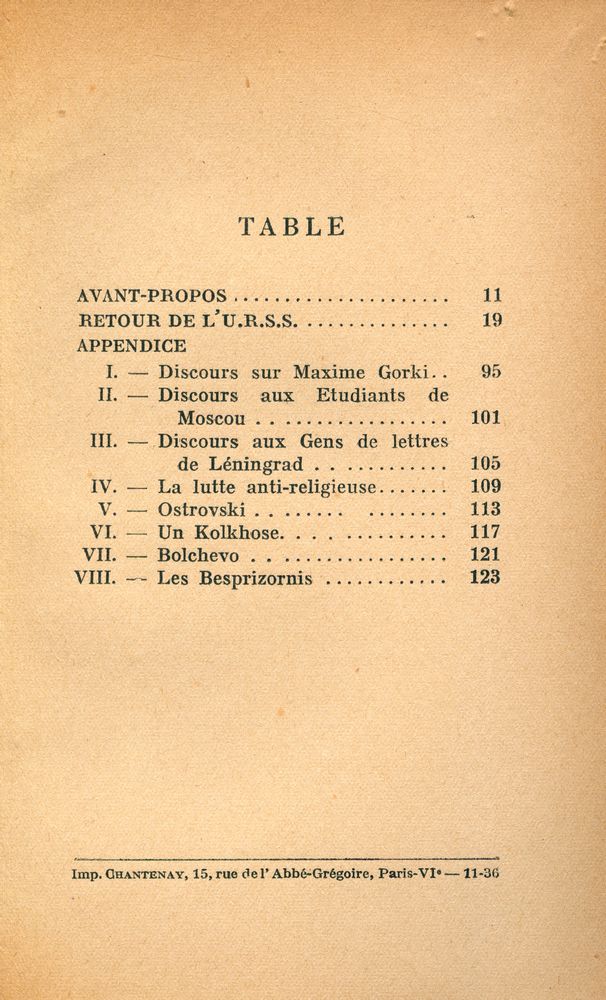 TABLE
AVANT-PROPOS ..................... 11
RETOUR DE L'U.R.S.S. ............... 19
APPENDICE
I. — Discours sur Maxime Gorki.. 95
II. — Discours aux Etudiants de
Moscou .................. 101
III. — Discours aux Gens de lettres
de Léningrad ............ 105
IV. — La lutte anti-religieuse....... 109
V. — Ostrovski ....... ........ 113
VI. — Un Kolkhose. ............... 117
VII. — Bolchevo .................. 121
VIII. — Les Besprizornis ............ 123
Imp. CHANTENAY, 15, rue de l' Abbé-Grégoire, Paris-VIe — 11-36